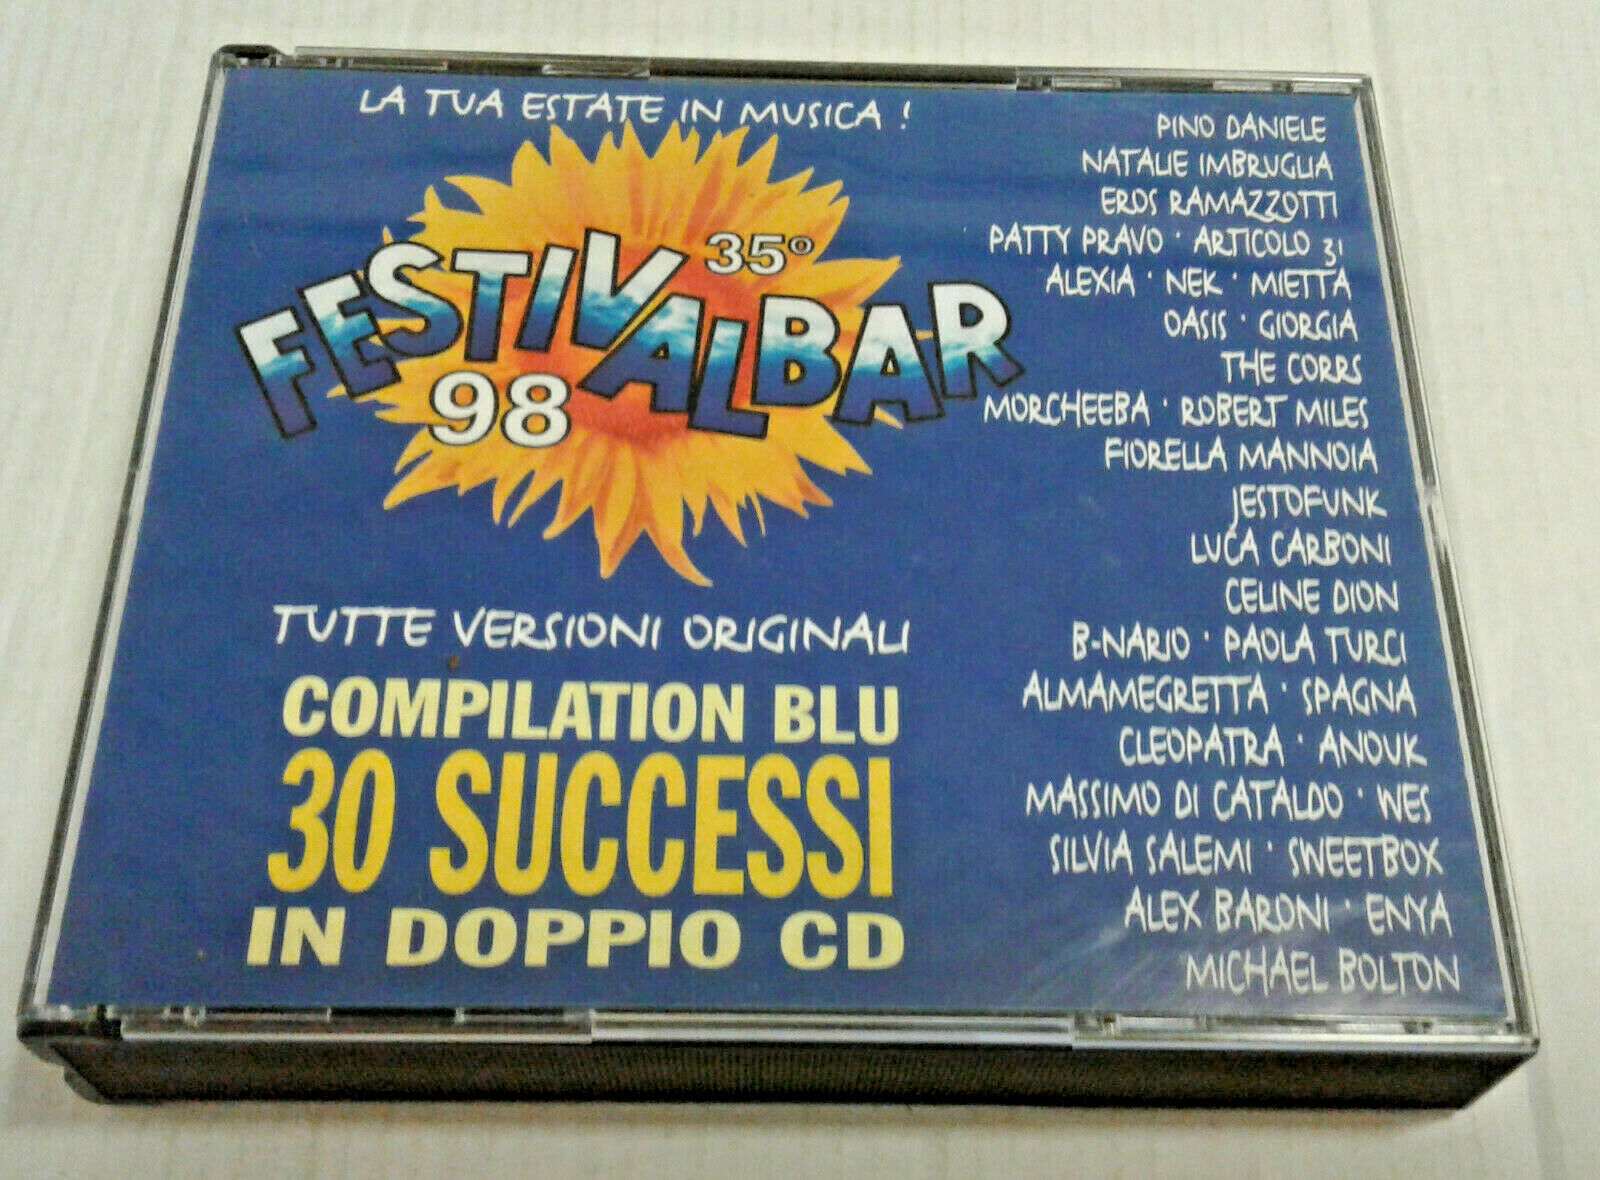 LA TUA ESTATE IN MUSICA !
35°
FESTIVALBAR
98
TUTTE VERSIONI ORIGINALI
COMPILATION BLU
30 SUCCESSI
IN DOPPIO CD
PINO DANIELE
NATALIE IMBRUGLIA
EROS RAMAZZOTTI
PATTY PRAVO · ARTICOLO 31
ALEXIA · NEK · MIETTA
OASIS · GIORGIA
THE CORRS
MORCHEEBA · ROBERT MILES
FIORELLA MANNOIA
JESTOFUNK
LUCA CARBONI
CELINE DION
B-NARIO · PAOLA TURCI
ALMAMEGRETTA · SPAGNA
CLEOPATRA · ANOUK
MASSIMO DI CATALDO · WES
SILVIA SALEMI · SWEETBOX
ALEX BARONI · ENYA
MICHAEL BOLTON